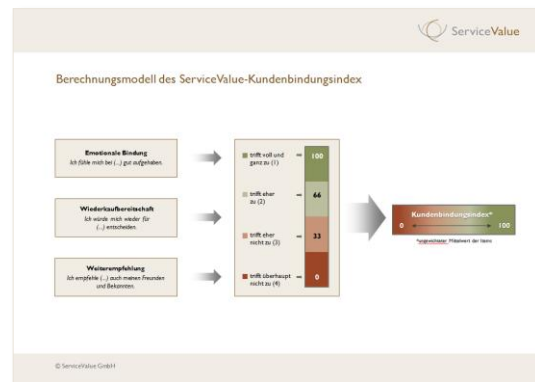 ServiceValue
Berechnungsmodell des ServiceValue-Kundenbindungsindex
Emotionale Bindung
Ich fühle mich bei (...) gut aufgehoben.
Wiederkaufbereitschaft
Ich würde mich wieder für
(...) entscheiden.
Weiterempfehlung
Ich empfehle (...) auch meinen Freunden
und Bekannten.
trifft voll und
ganz zu (1)
100
trifft eher
zu (2)
66
trifft eher
nicht zu (3)
33
trifft überhaupt
nicht zu (4)
0
Kundenbindungsindex*
0 100
*ungewichteter Mittelwert der Items
© ServiceValue GmbH